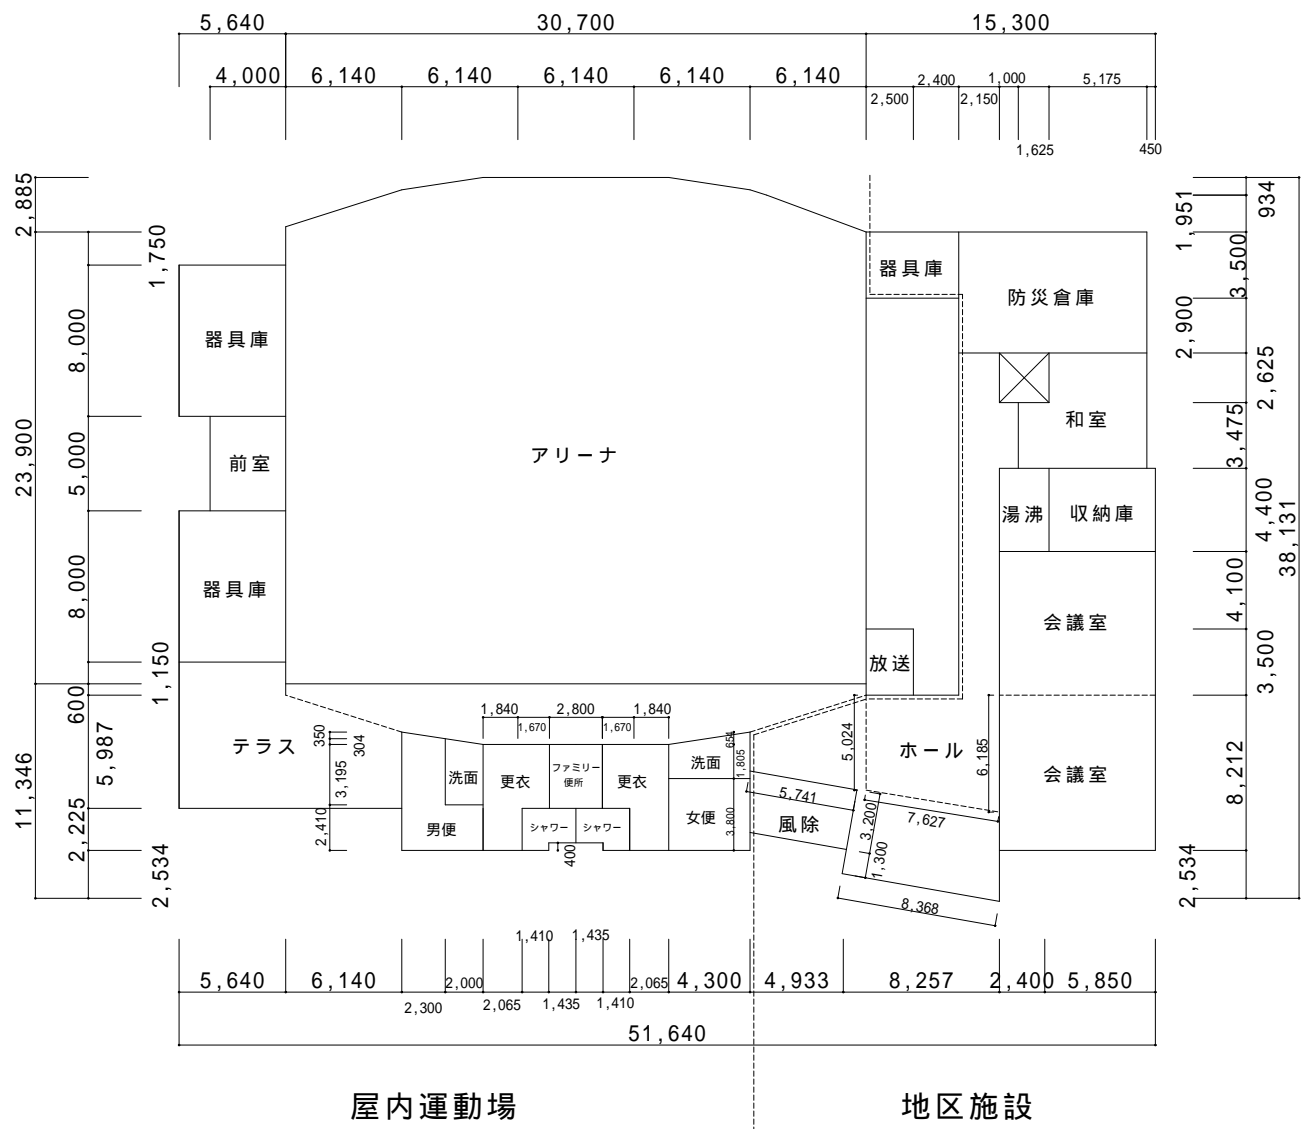 5,640
30,700
15,300
4,000
6,140
6,140
6,140
6,140
6,140
2,500
2,400
2,150
1,000
1,625
5,175
450
2,885
23,900
11,346
8,000
5,000
8,000
600
5,987
2,225
1,750
1,150
2,534
934
1,951
3,500
2,900
2,625
3,475
4,400
38,131
4,100
3,500
8,212
2,534
器具庫
防災倉庫
器具庫
和室
アリーナ
前室
湯沸
収納庫
器具庫
会議室
放送
テラス
350
304
3,195
2,410
1,840
1,670
2,800
1,670
1,840
654
1,805
3,800
洗面
更衣
ファミリー
便所
更衣
洗面
男便
シャワー
シャワー
400
女便
5,024
ホール
6,185
会議室
5,741
風除
3,200
1,300
7,627
8,368
1,410
1,435
5,640
6,140
2,300
2,000
2,065
1,435
1,410
2,065
4,300
4,933
8,257
2,400
5,850
51,640
屋内運動場
地区施設